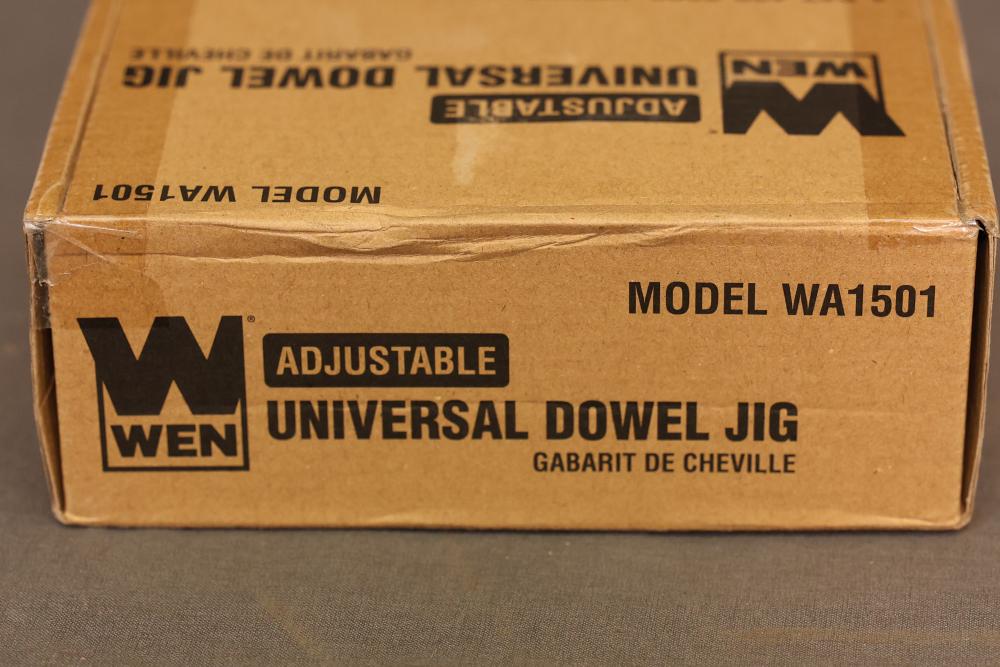 GABARIT DE CHEVILLE
UNIVERSAL DOWEL JIG
ADJUSTABLE
WEN
MODEL WA1501
MODEL WA1501
W
WEN
®
ADJUSTABLE
UNIVERSAL DOWEL JIG
GABARIT DE CHEVILLE